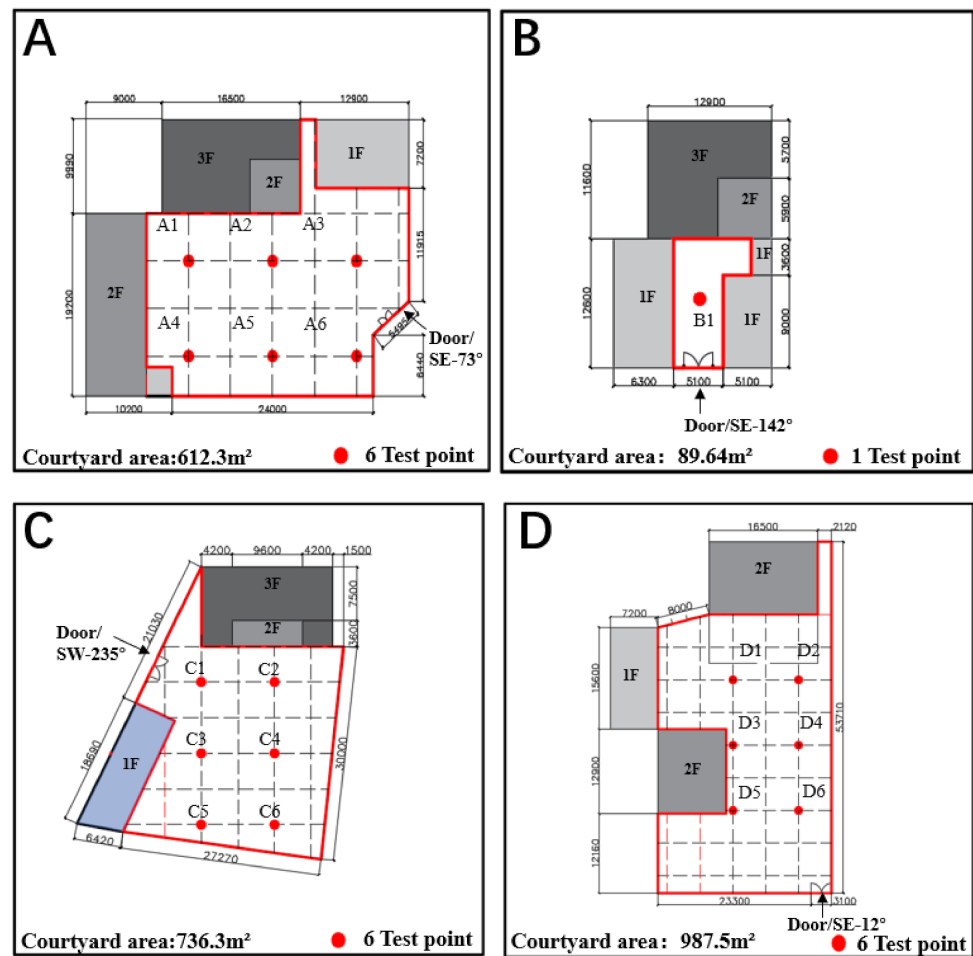 A
9000
16500
12900
9990
3F
2F
1F
7200
A1
A2
A3
11915
19200
2F
A4
A5
A6
Door/
SE-73°
6440
10200
24000
Courtyard area:612.3m²
6 Test point
B
12900
11600
3F
5700
2F
5900
1F
3600
12600
1F
B1
1F
9000
6300
5100
5100
Door/SE-142°
Courtyard area: 89.64m²
1 Test point
C
4200
9600
4200
1500
3F
7500
2F
3600
21030
Door/
SW-235°
C1
C2
C3
C4
30000
18690
1F
C5
C6
6420
27270
Courtyard area:736.3m²
6 Test point
D
16500
2120
2F
7200
8000
D1
D2
1F
15600
53710
D3
D4
12900
2F
D5
D6
12160
23300
3100
Door/SE-12°
Courtyard area: 987.5m²
6 Test point